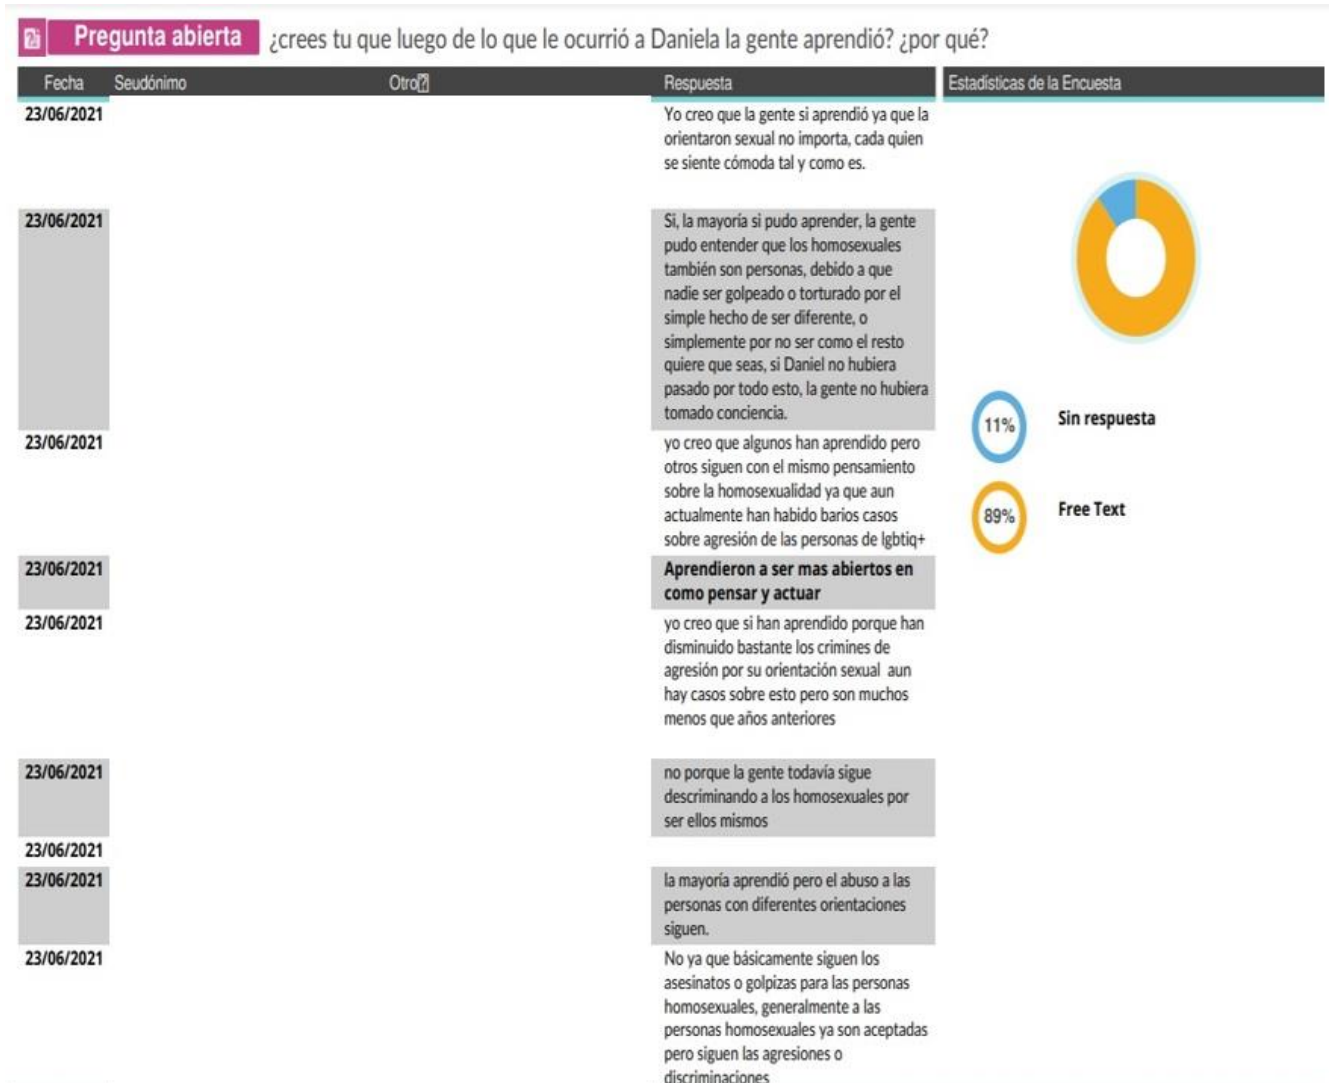 Pregunta abierta ¿crees tu que luego de lo que le ocurrió a Daniela la gente aprendió? ¿por qué?
Fecha Seudónimo Otro Respuesta Estadísticas de la Encuesta
23/06/2021 Yo creo que la gente si aprendió ya que la
orientaron sexual no importa, cada quien
se siente cómoda tal y como es.
23/06/2021 Si, la mayoría si pudo aprender, la gente
pudo entender que los homosexuales
también son personas, debido a que
nadie ser golpeado o torturado por el
simple hecho de ser diferente, o
simplemente por no ser como el resto
quiere que seas, si Daniel no hubiera
pasado por todo esto, la gente no hubiera
tomado conciencia.
23/06/2021 yo creo que algunos han aprendido pero
otros siguen con el mismo pensamiento
sobre la homosexualidad ya que aun
actualmente han habido barios casos
sobre agresión de las personas de lgbtiq+
23/06/2021 Aprendieron a ser mas abiertos en
como pensar y actuar
23/06/2021 yo creo que si han aprendido porque han
disminuido bastante los crimines de
agresión por su orientación sexual aun
hay casos sobre esto pero son muchos
menos que años anteriores
23/06/2021 no porque la gente todavía sigue
descriminando a los homosexuales por
ser ellos mismos
23/06/2021
23/06/2021 la mayoría aprendió pero el abuso a las
personas con diferentes orientaciones
siguen.
23/06/2021 No ya que básicamente siguen los
asesinatos o golpizas para las personas
homosexuales, generalmente a las
personas homosexuales ya son aceptadas
pero siguen las agresiones o
discriminaciones
11% Sin respuesta
89% Free Text